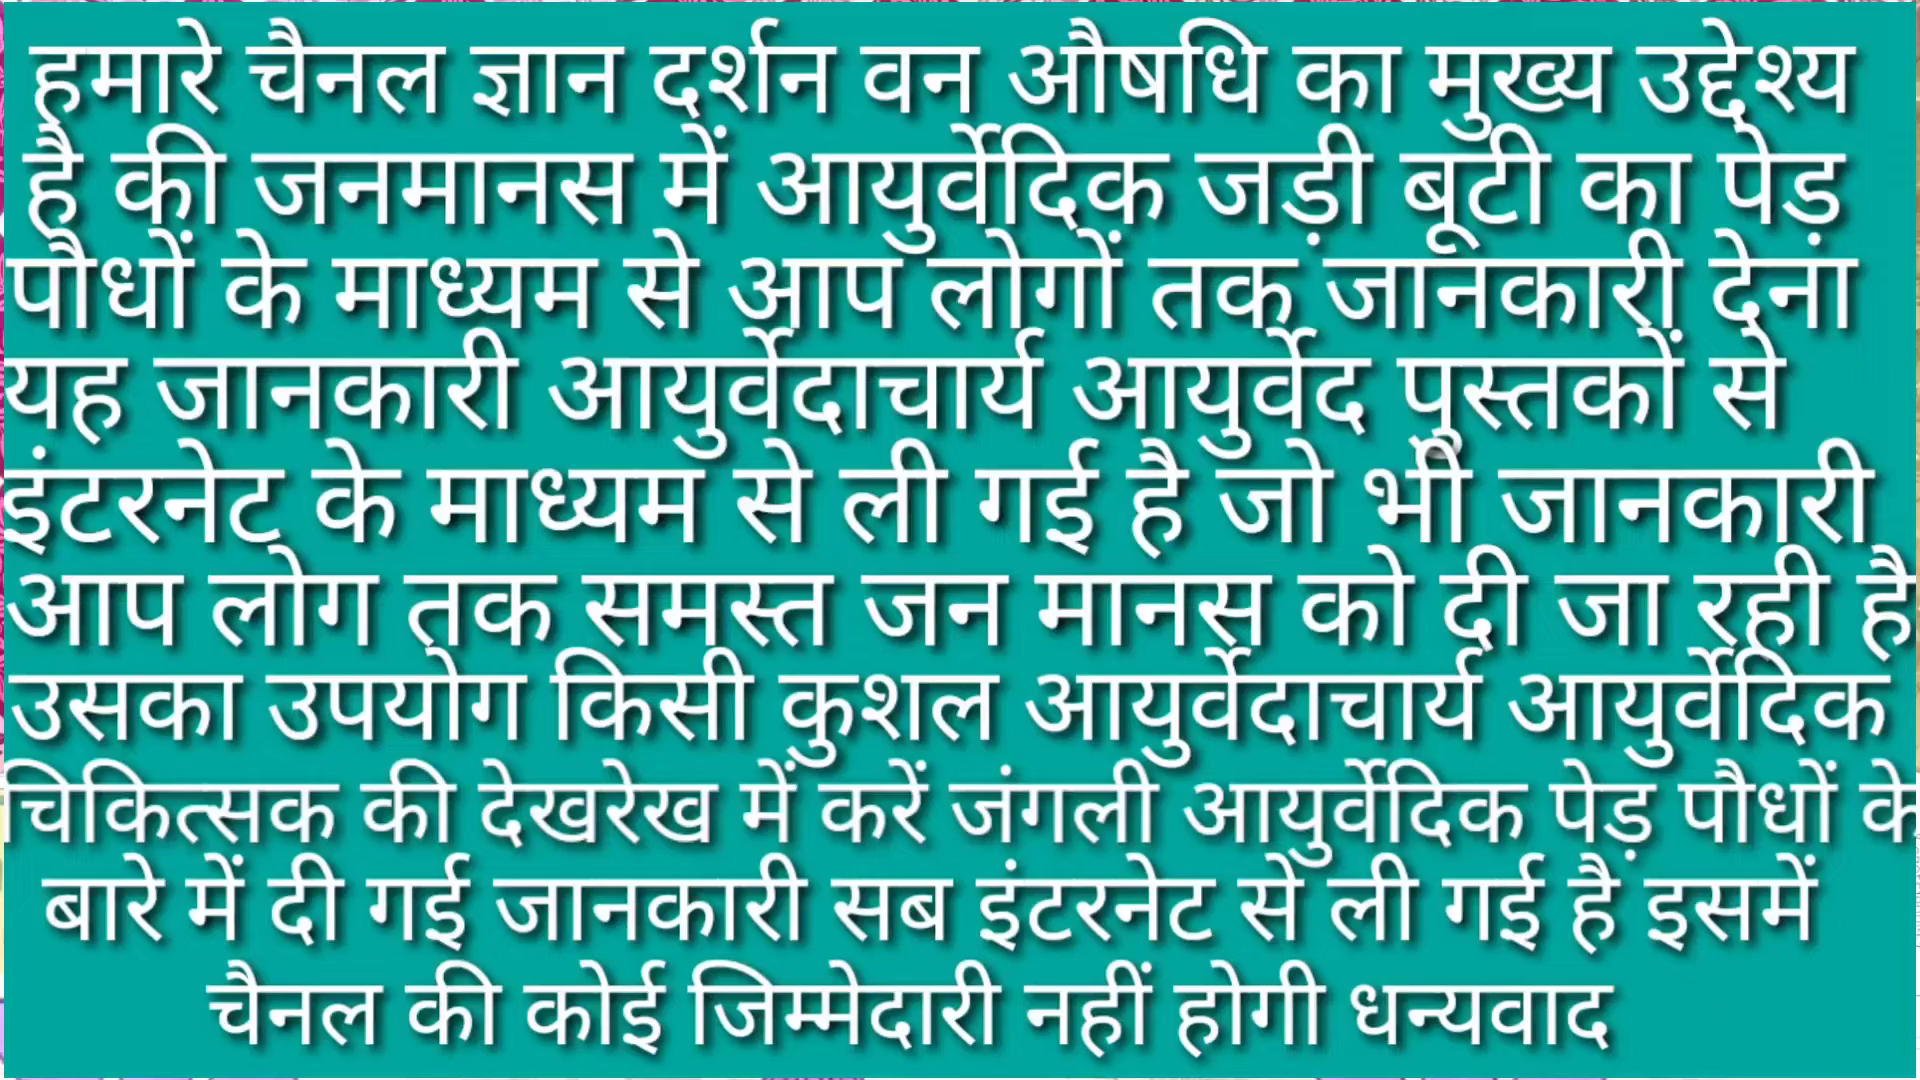 हमारे चैनल ज्ञान दर्शन वन औषधि का मुख्य उद्देश्य
है की जनमानस में आयुर्वेदिक जड़ी बूटी का पेड़
पौधों के माध्यम से आप लोगों तक जानकारी देना
यह जानकारी आयुर्वेदाचार्य आयुर्वेद पुस्तकों से
इंटरनेट के माध्यम से ली गई है जो भी जानकारी
आप लोग तक समस्त जन मानस को दी जा रही है
उसका उपयोग किसी कुशल आयुर्वेदाचार्य आयुर्वेदिक
चिकित्सक की देखरेख में करें जंगली आयुर्वेदिक पेड़ पौधों के
बारे में दी गई जानकारी सब इंटरनेट से ली गई है इसमें
चैनल की कोई जिम्मेदारी नहीं होगी धन्यवाद